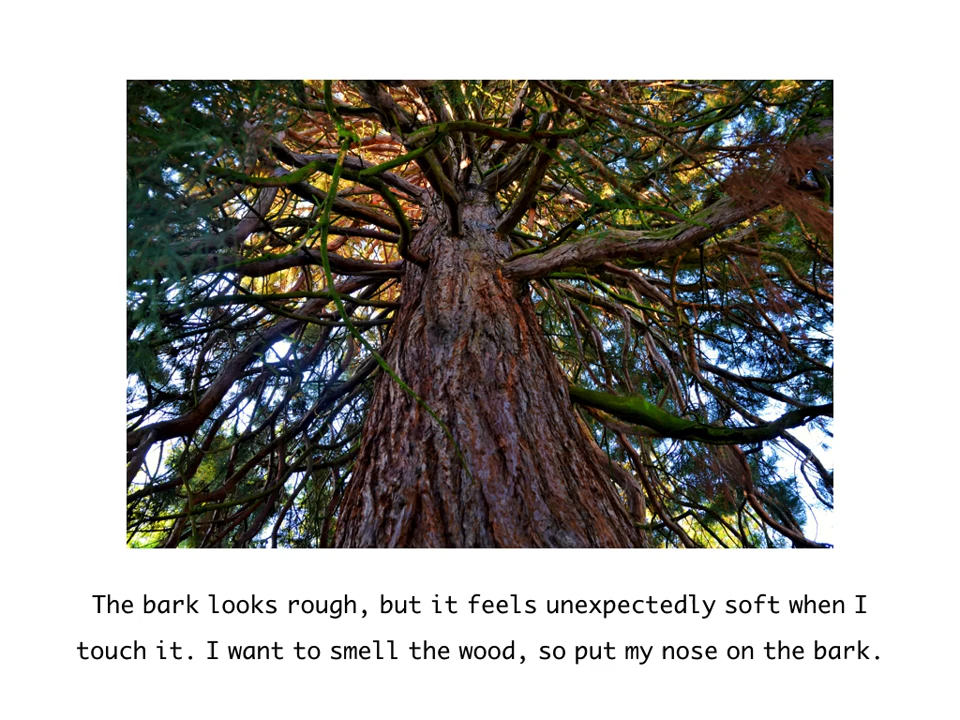 The bark looks rough, but it feels unexpectedly soft when I
touch it. I want to smell the wood, so put my nose on the bark.